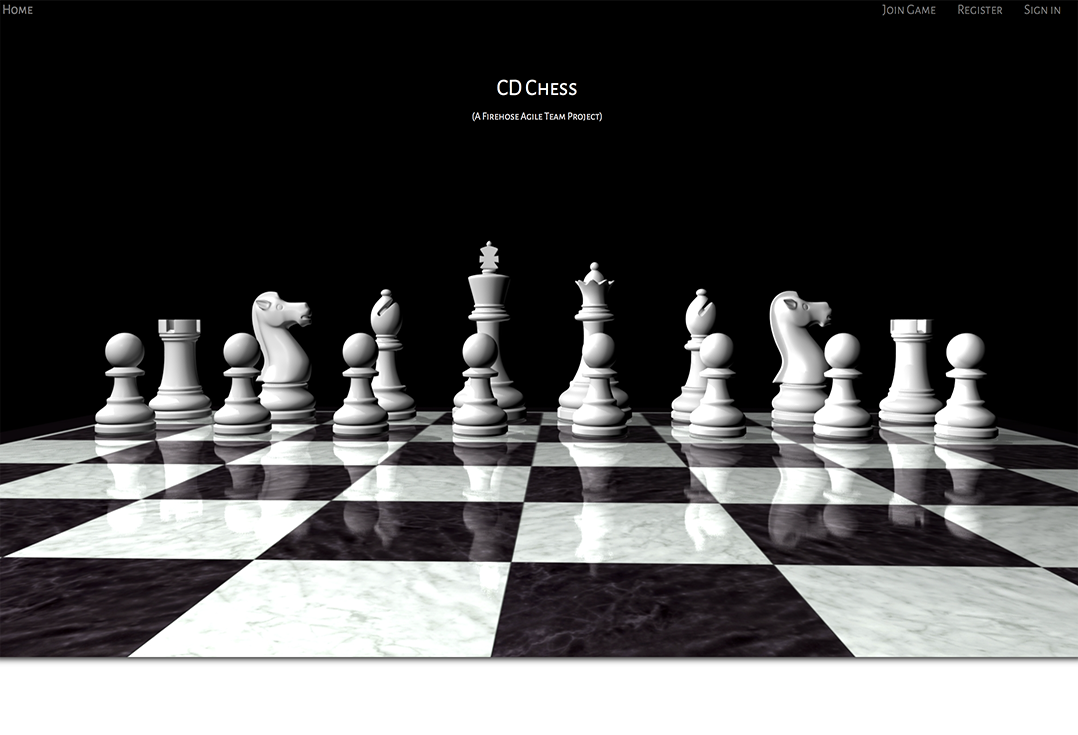 Home
Join Game
Register
Sign in
CD Chess
(A Firehose Agile Team Project)